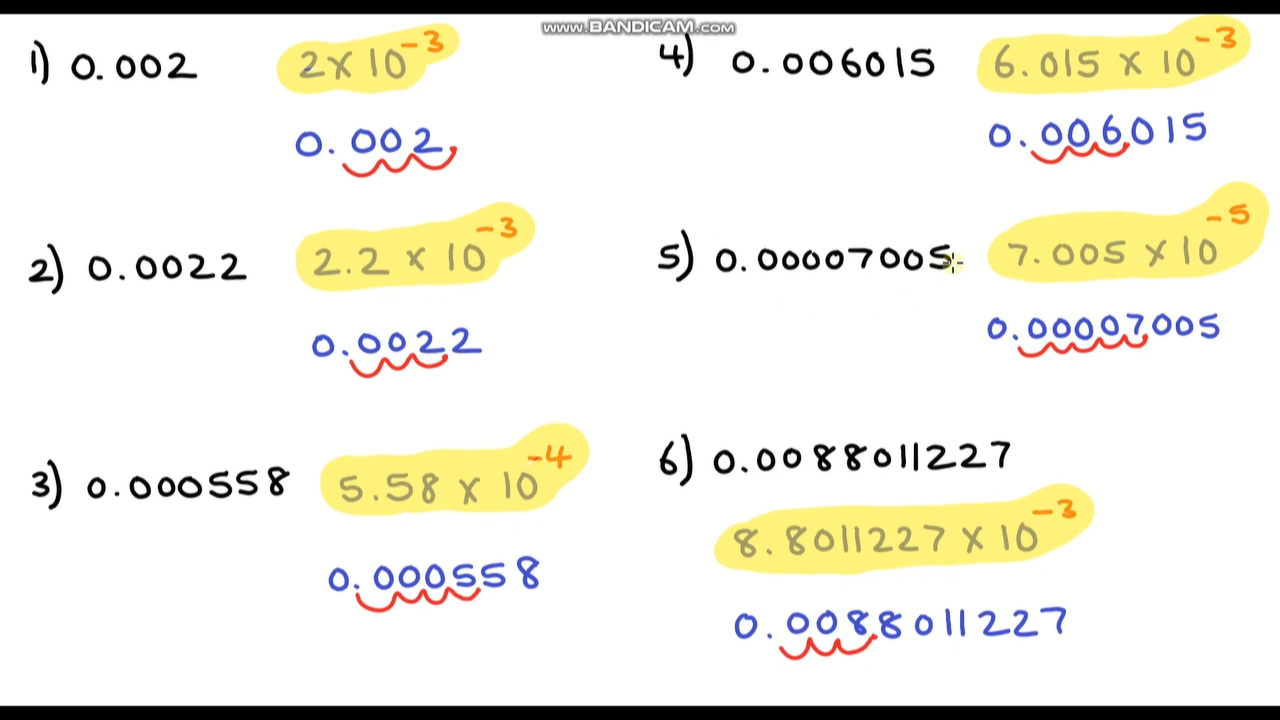 www.BANDICAM.com
1) 0.002 2 x 10⁻³
0.002.
2) 0.0022 2.2 x 10⁻³
0.0022
3) 0.000558 5.58 x 10⁻⁴
0.000558
4) 0.006015 6.015 x 10⁻³
0.006015
5) 0.00007005 7.005 x 10⁻⁵
0.00007005
6) 0.0088011227
8.8011227 x 10⁻³
0.0088011227